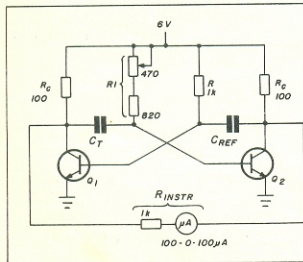 6V
RC
100
R1
470
820
R
1k
RC
100
CT
CREF
Q1
Q2
RINSTR
1k
µA
100-0-100µA